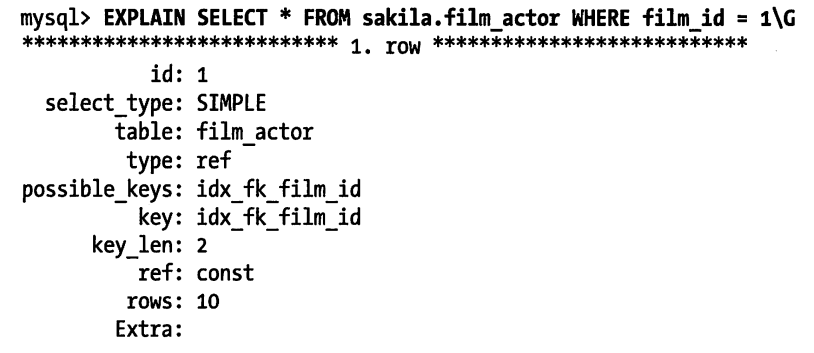 mysql> EXPLAIN SELECT * FROM sakila.film_actor WHERE film_id = 1\G
*************************** 1. row ***************************
id: 1
select_type: SIMPLE
table: film_actor
type: ref
possible_keys: idx_fk_film_id
key: idx_fk_film_id
key_len: 2
ref: const
rows: 10
Extra: